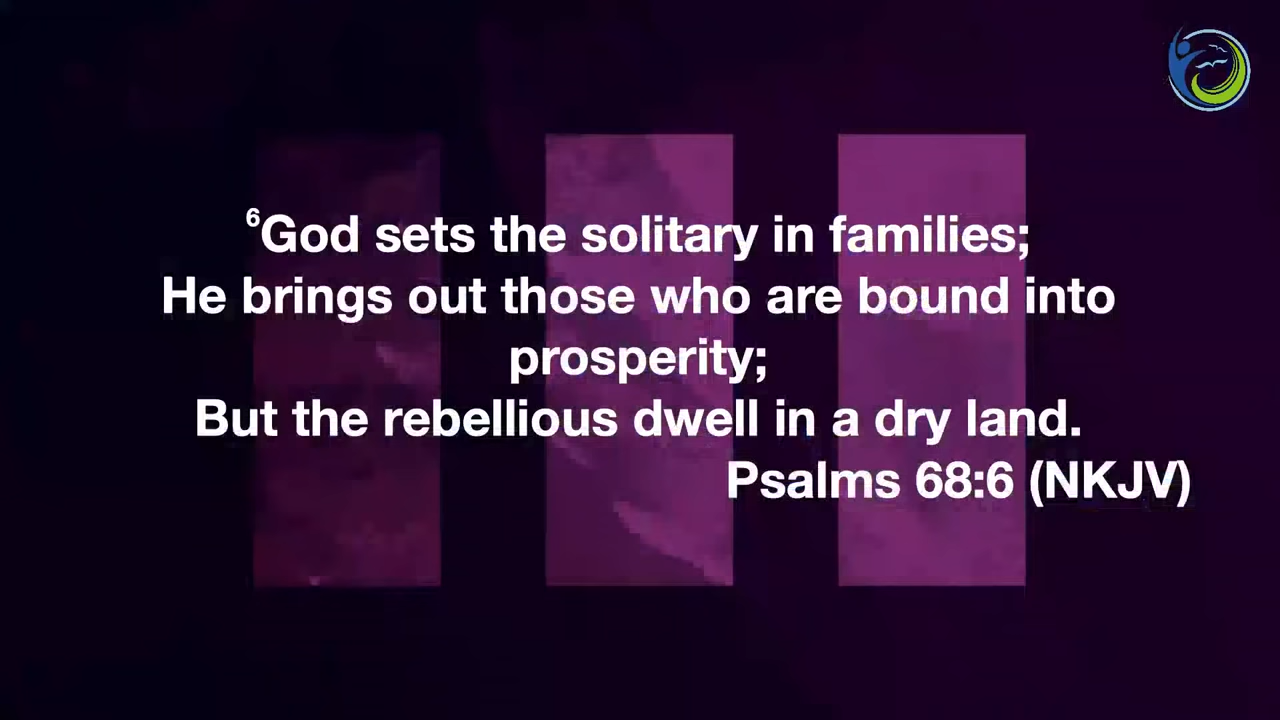 ⁶God sets the solitary in families;
He brings out those who are bound into
prosperity;
But the rebellious dwell in a dry land.
Psalms 68:6 (NKJV)